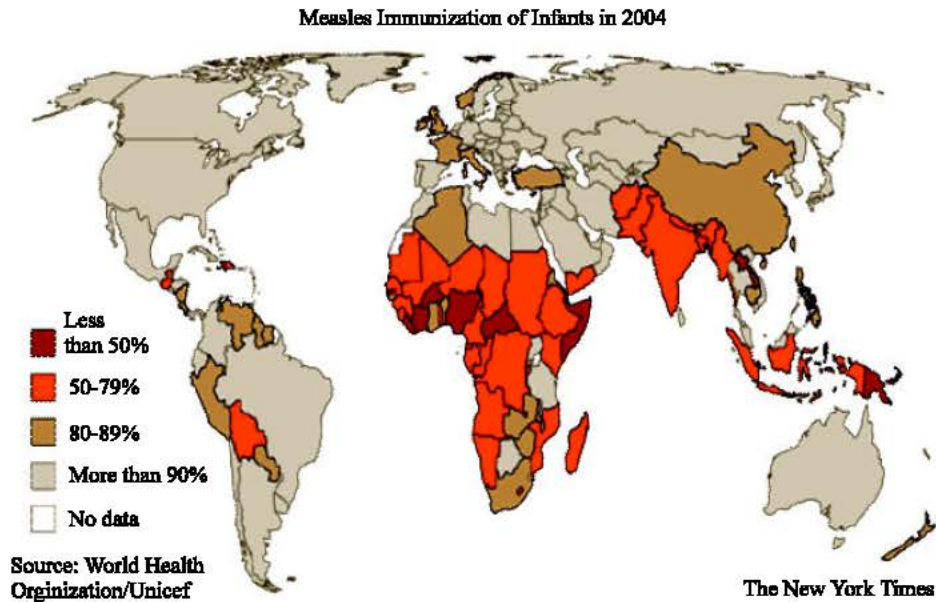 Measles Immunization of Infants in 2004
Less
than 50%
50-79%
80-89%
More than 90%
No data
Source: World Health
Orginization/Unicef
The New York Times